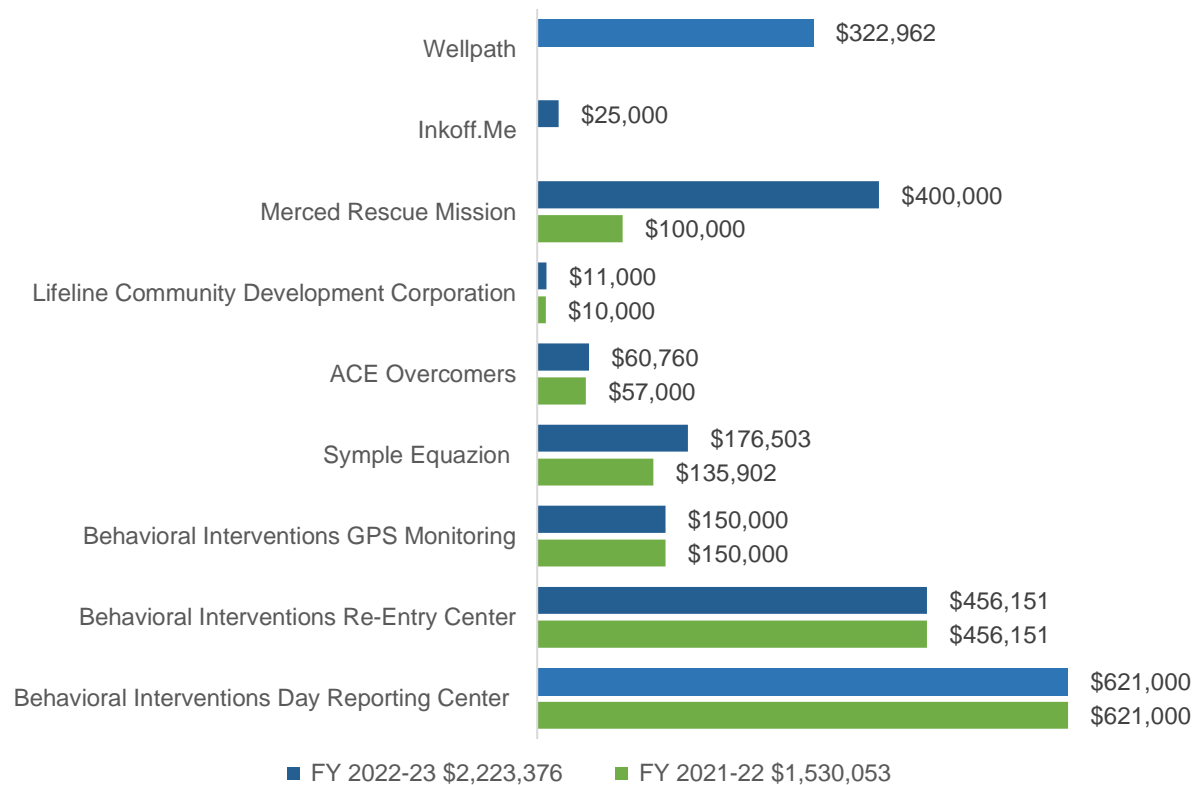 Wellpath
$322,962
Inkoff.Me
$25,000
Merced Rescue Mission
$400,000
$100,000
Lifeline Community Development Corporation
$11,000
$10,000
ACE Overcomers
$60,760
$57,000
Symple Equazion
$176,503
$135,902
Behavioral Interventions GPS Monitoring
$150,000
$150,000
Behavioral Interventions Re-Entry Center
$456,151
$456,151
Behavioral Interventions Day Reporting Center
$621,000
$621,000
FY 2022-23 $2,223,376
FY 2021-22 $1,530,053